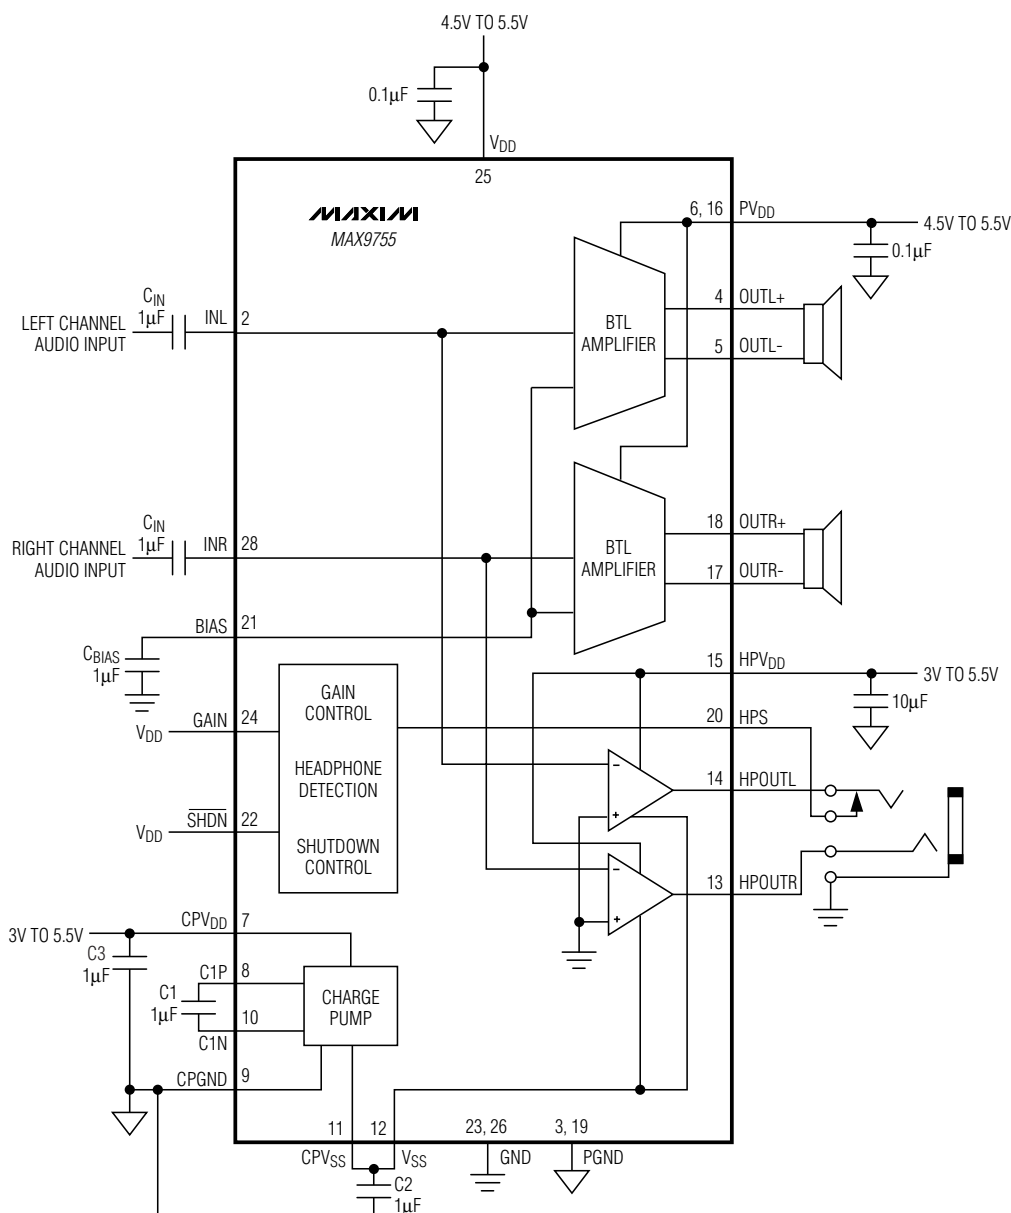 4.5V TO 5.5V
0.1µF
VDD
25
MAXIM
MAX9755
6, 16
PVDD
4.5V TO 5.5V
0.1µF
CIN
1µF
LEFT CHANNEL
AUDIO INPUT
INL
2
BTL
AMPLIFIER
4
OUTL+
5
OUTL-
CIN
1µF
RIGHT CHANNEL
AUDIO INPUT
INR
28
BTL
AMPLIFIER
18
OUTR+
17
OUTR-
BIAS
21
CBIAS
1µF
15
HPVDD
3V TO 5.5V
10µF
GAIN
CONTROL
HEADPHONE
DETECTION
SHUTDOWN
CONTROL
VDD
GAIN
24
20
HPS
VDD
SHDN
22
-
+
14
HPOUTL
-
+
13
HPOUTR
3V TO 5.5V
CPVDD
7
C3
1µF
C1P
8
C1
1µF
10
C1N
CHARGE
PUMP
CPGND
9
11
CPVSS
12
VSS
C2
1µF
23, 26
GND
3, 19
PGND